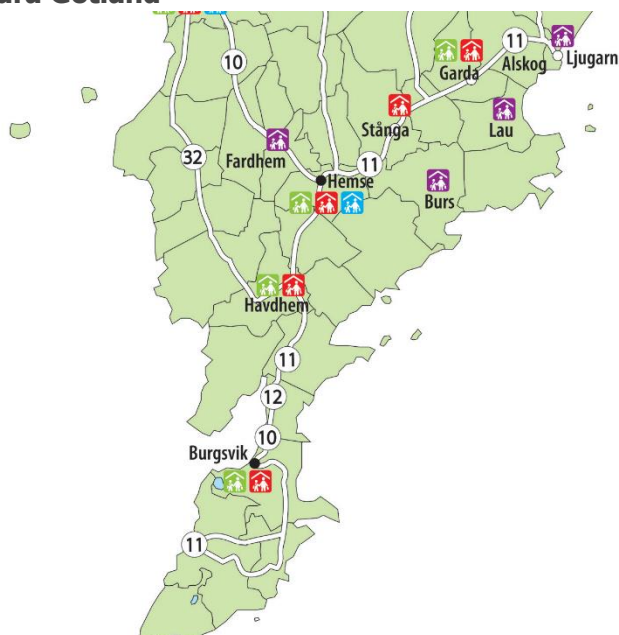 11
10
Garda
Alskog
Ljugarn
Stånga
Lau
32
Fardhem
11
Hemse
Burs
Havdhem
11
12
10
Burgsvik
11